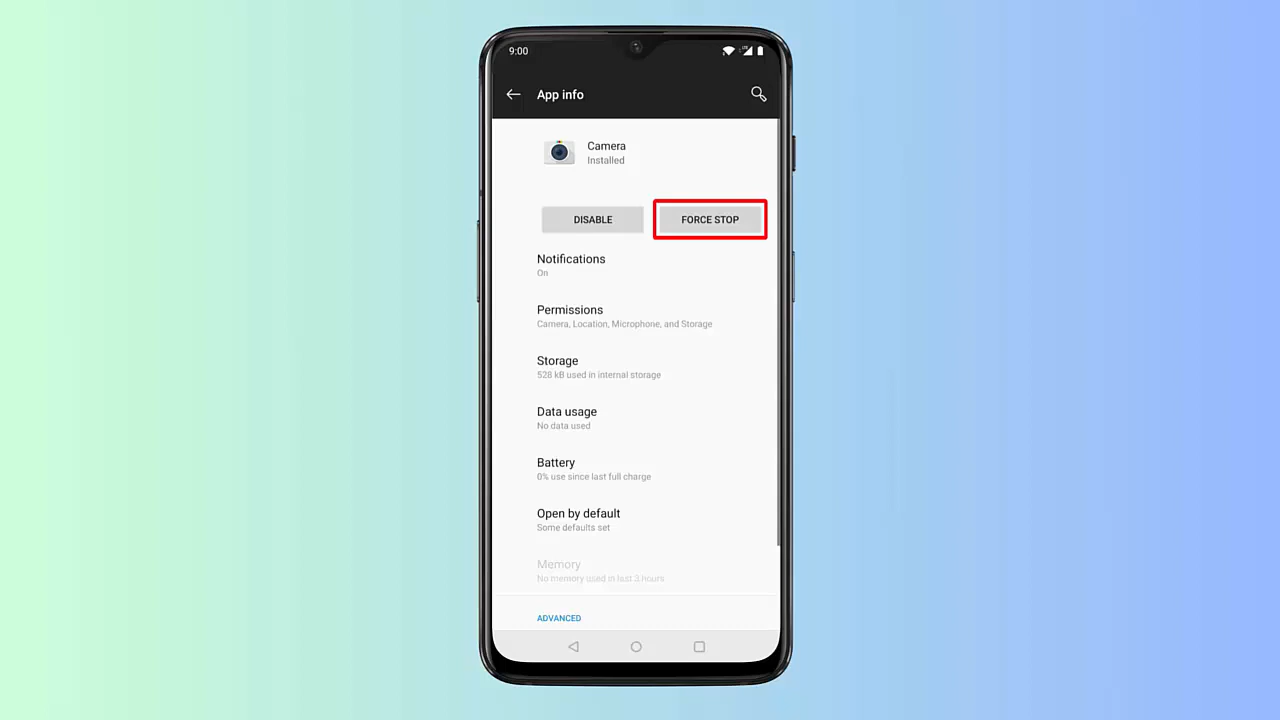 9:00
App info
Camera
Installed
DISABLE
FORCE STOP
Notifications
On
Permissions
Camera, Location, Microphone, and Storage
Storage
528 kB used in internal storage
Data usage
No data used
Battery
0% use since last full charge
Open by default
Some defaults set
Memory
No memory used in last 3 hours
ADVANCED